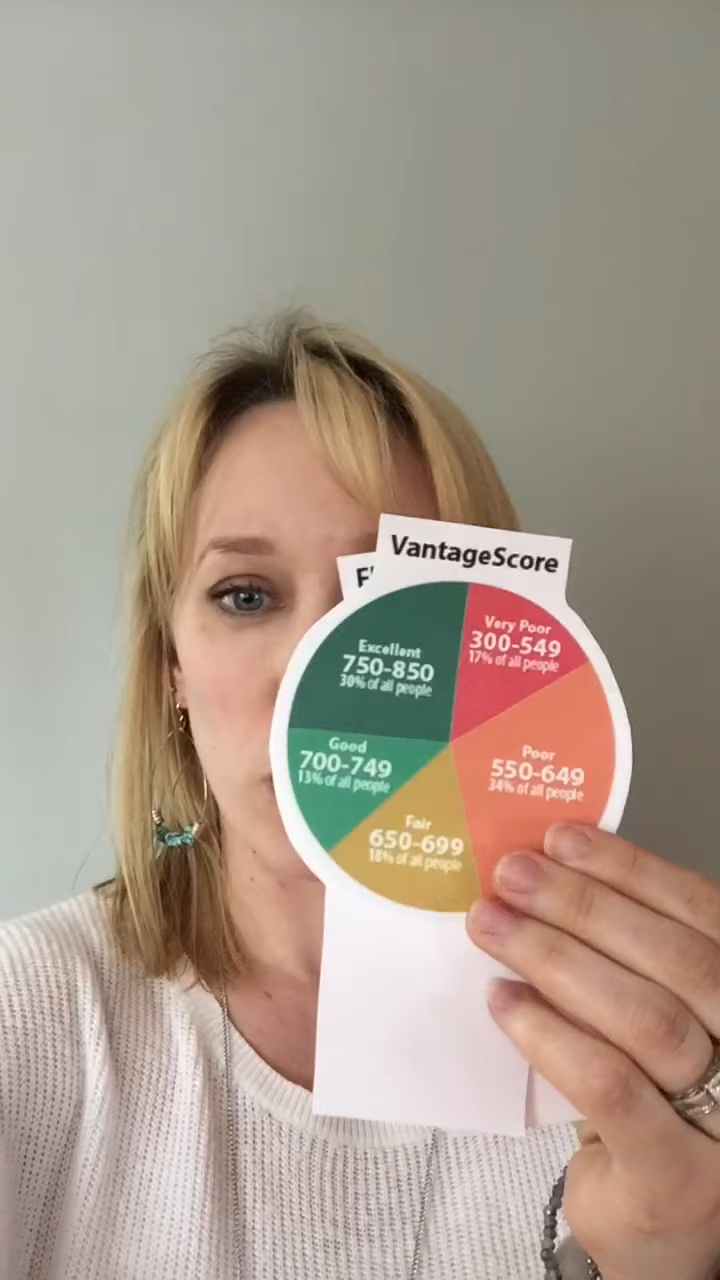 VantageScore
Very Poor
300-549
17% of all people
Excellent
750-850
30% of all people
Good
700-749
13% of all people
Poor
550-649
34% of all people
Fair
650-699
18% of all people